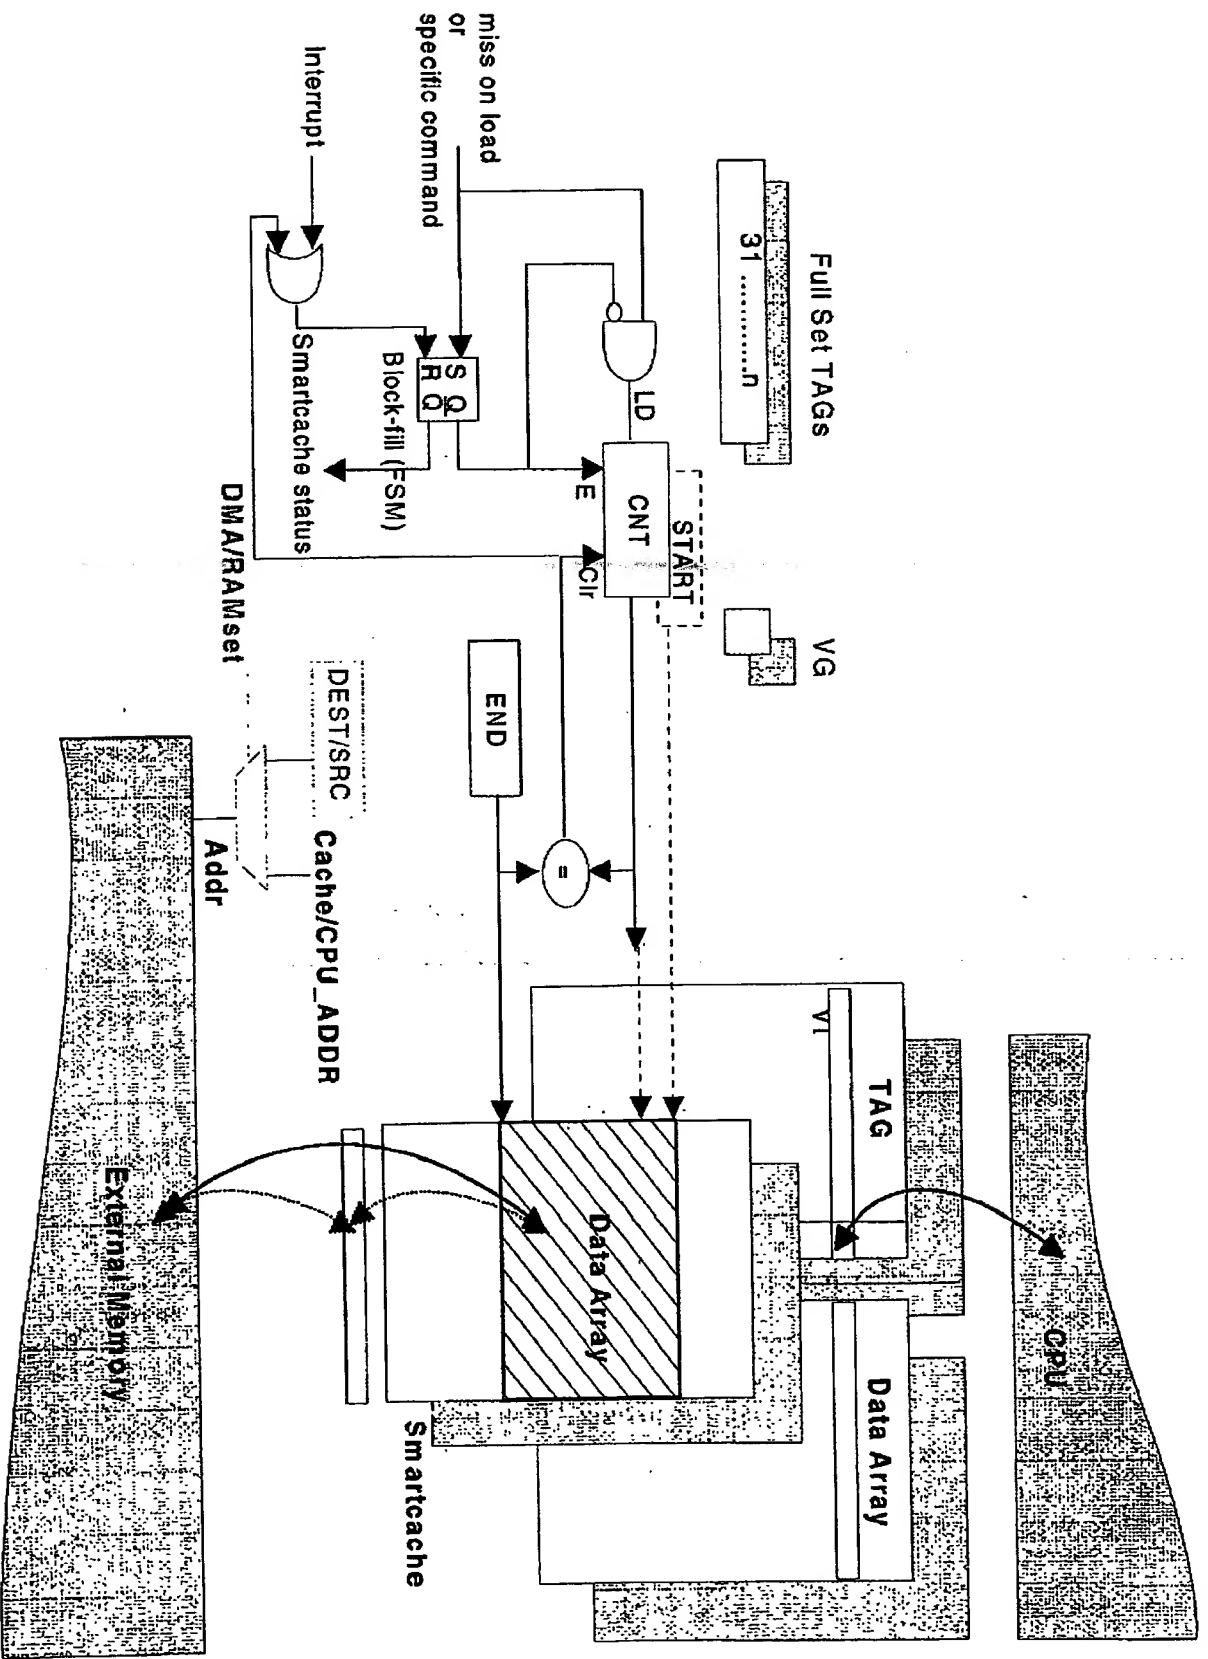 Full Set TAGs
31 ............n
VG
START
CNT
LD
E
Clr
miss on load
or
specific command
Interrupt
S Q
R Q
Block-fill (FSM)
Smartcache status
DMA/RAMset
END
=
DEST/SRC
Cache/CPU_ADDR
Addr
TAG
VI
Data Array
Data Array
Smartcache
CPU
External Memory